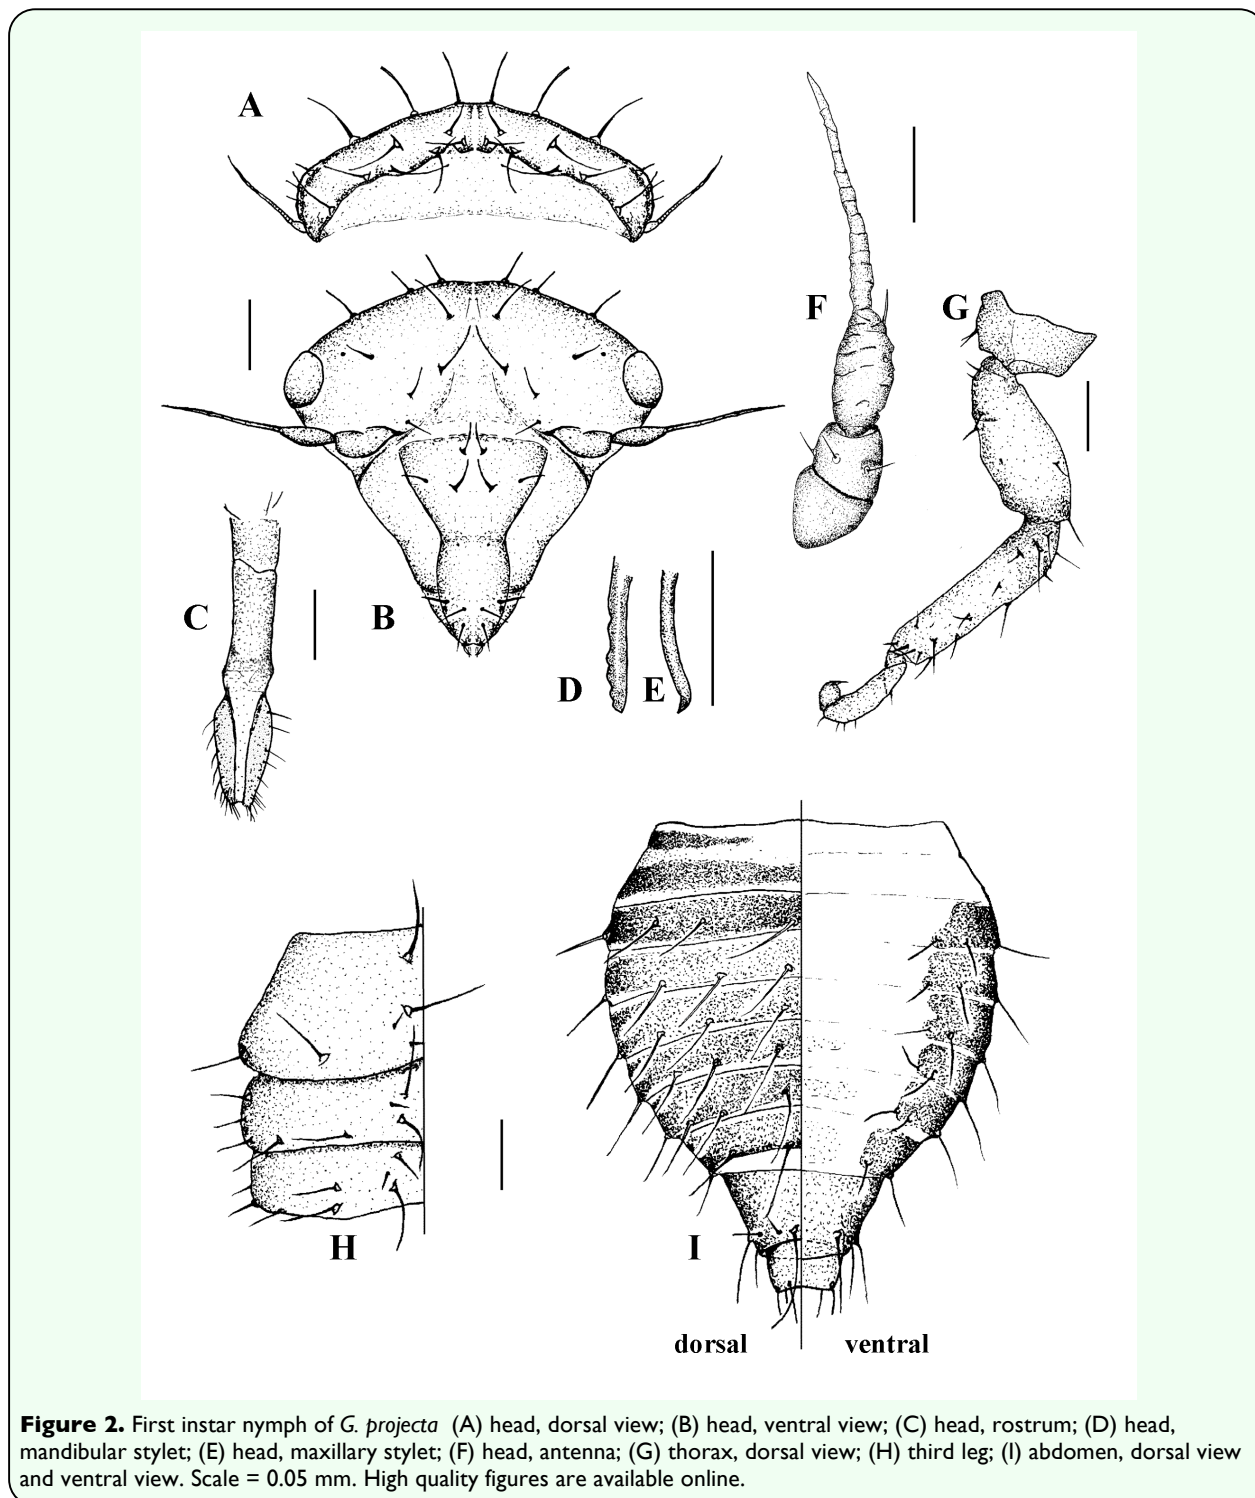 A
F
G
B
C
D
E
H
I
dorsal
ventral
Figure 2. First instar nymph of G. projecta (A) head, dorsal view; (B) head, ventral view; (C) head, rostrum; (D) head,
mandibular stylet; (E) head, maxillary stylet; (F) head, antenna; (G) thorax, dorsal view; (H) third leg; (I) abdomen, dorsal view
and ventral view. Scale = 0.05 mm. High quality figures are available online.